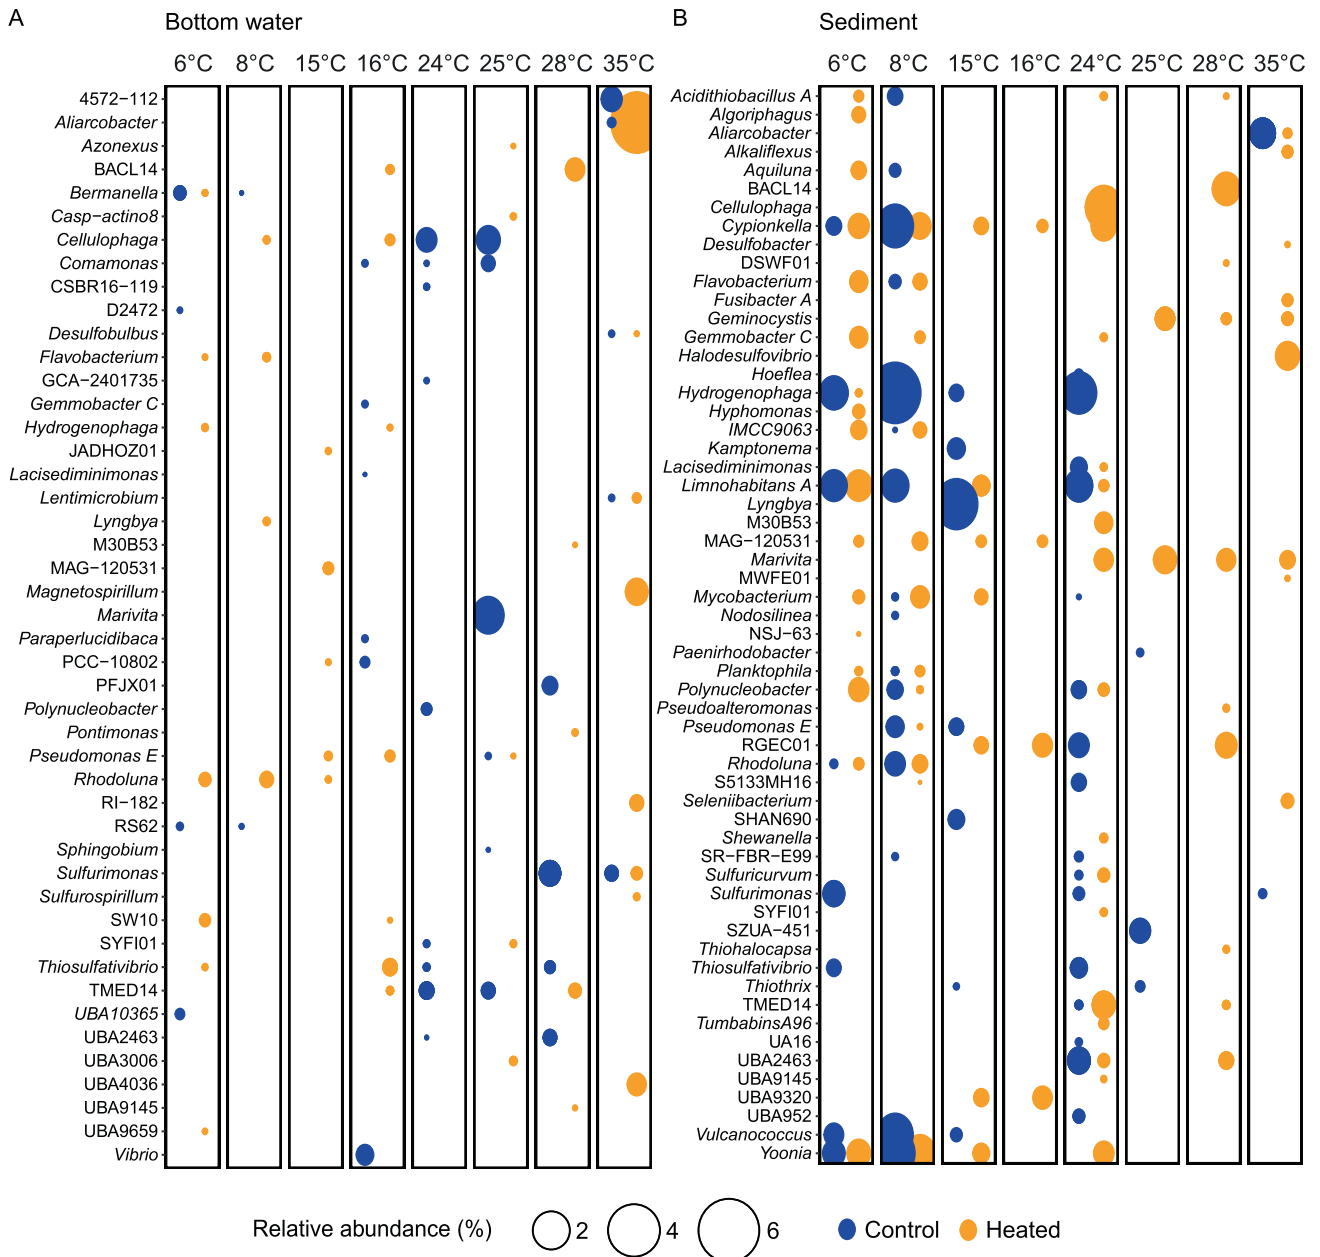 A
Bottom water
6°C 8°C 15°C 16°C 24°C 25°C 28°C 35°C
4572−112
Aliarcobacter
Azonexus
BACL14
Bermanella
Casp−actino8
Cellulophaga
Comamonas
CSBR16−119
D2472
Desulfobulbus
Flavobacterium
GCA−2401735
Gemmobacter C
Hydrogenophaga
JADHOZ01
Lacisediminimonas
Lentimicrobium
Lyngbya
M30B53
MAG−120531
Magnetospirillum
Marivita
Paraperlucidibaca
PCC−10802
PFJX01
Polynucleobacter
Pontimonas
Pseudomonas E
Rhodoluna
RI−182
RS62
Sphingobium
Sulfurimonas
Sulfurospirillum
SW10
SYFI01
Thiosulfativibrio
TMED14
UBA10365
UBA2463
UBA3006
UBA4036
UBA9145
UBA9659
Vibrio
B
Sediment
6°C 8°C 15°C 16°C 24°C 25°C 28°C 35°C
Acidithiobacillus A
Algoriphagus
Aliarcobacter
Alkaliflexus
Aquiluna
BACL14
Cellulophaga
Cypionkella
Desulfobacter
DSWF01
Flavobacterium
Fusibacter A
Geminocystis
Gemmobacter C
Halodesulfovibrio
Hoeflea
Hydrogenophaga
Hyphomonas
IMCC9063
Kamptonema
Lacisediminimonas
Limnohabitans A
Lyngbya
M30B53
MAG−120531
Marivita
MWFE01
Mycobacterium
Nodosilinea
NSJ−63
Paenirhodobacter
Planktophila
Polynucleobacter
Pseudoalteromonas
Pseudomonas E
RGEC01
Rhodoluna
S5133MH16
Seleniibacterium
SHAN690
Shewanella
SR−FBR−E99
Sulfuricurvum
Sulfurimonas
SYFI01
SZUA−451
Thiohalocapsa
Thiosulfativibrio
Thiothrix
TMED14
TumbabinsA96
UA16
UBA2463
UBA9145
UBA9320
UBA952
Vulcanococcus
Yoonia
Relative abundance (%) 2 4 6 Control Heated